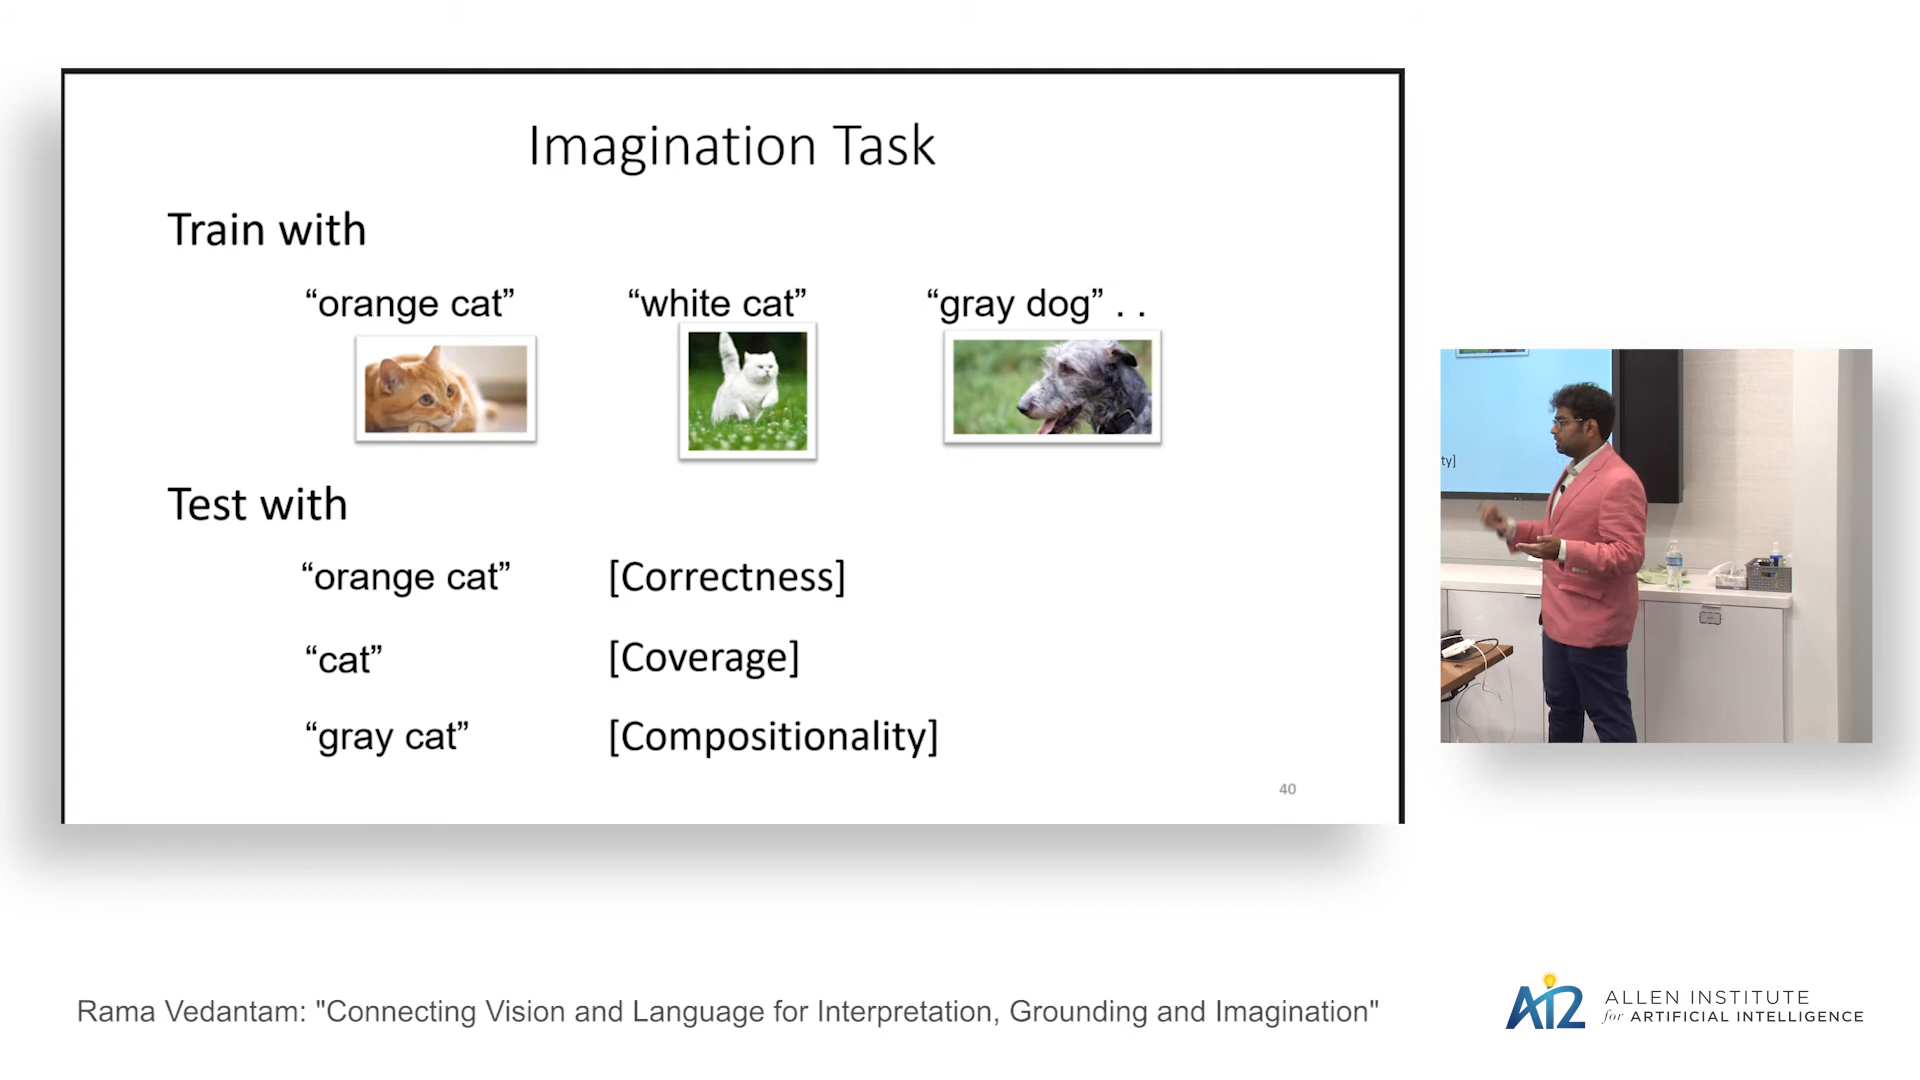 Imagination Task
Train with
“orange cat” “white cat” “gray dog” . .
Test with
“orange cat” [Correctness]
“cat” [Coverage]
“gray cat” [Compositionality]
40
ty]
Rama Vedantam: "Connecting Vision and Language for Interpretation, Grounding and Imagination"
AI2
ALLEN INSTITUTE
for ARTIFICIAL INTELLIGENCE